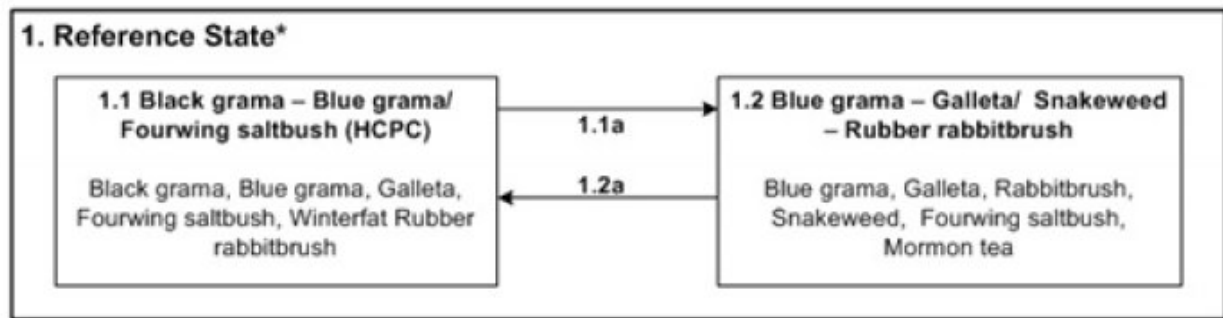 1. Reference State*
1.1 Black grama – Blue grama/
Fourwing saltbush (HCPC)
Black grama, Blue grama, Galleta,
Fourwing saltbush, Winterfat Rubber
rabbitbrush
1.1a
1.2a
1.2 Blue grama – Galleta/ Snakeweed
– Rubber rabbitbrush
Blue grama, Galleta, Rabbitbrush,
Snakeweed, Fourwing saltbush,
Mormon tea